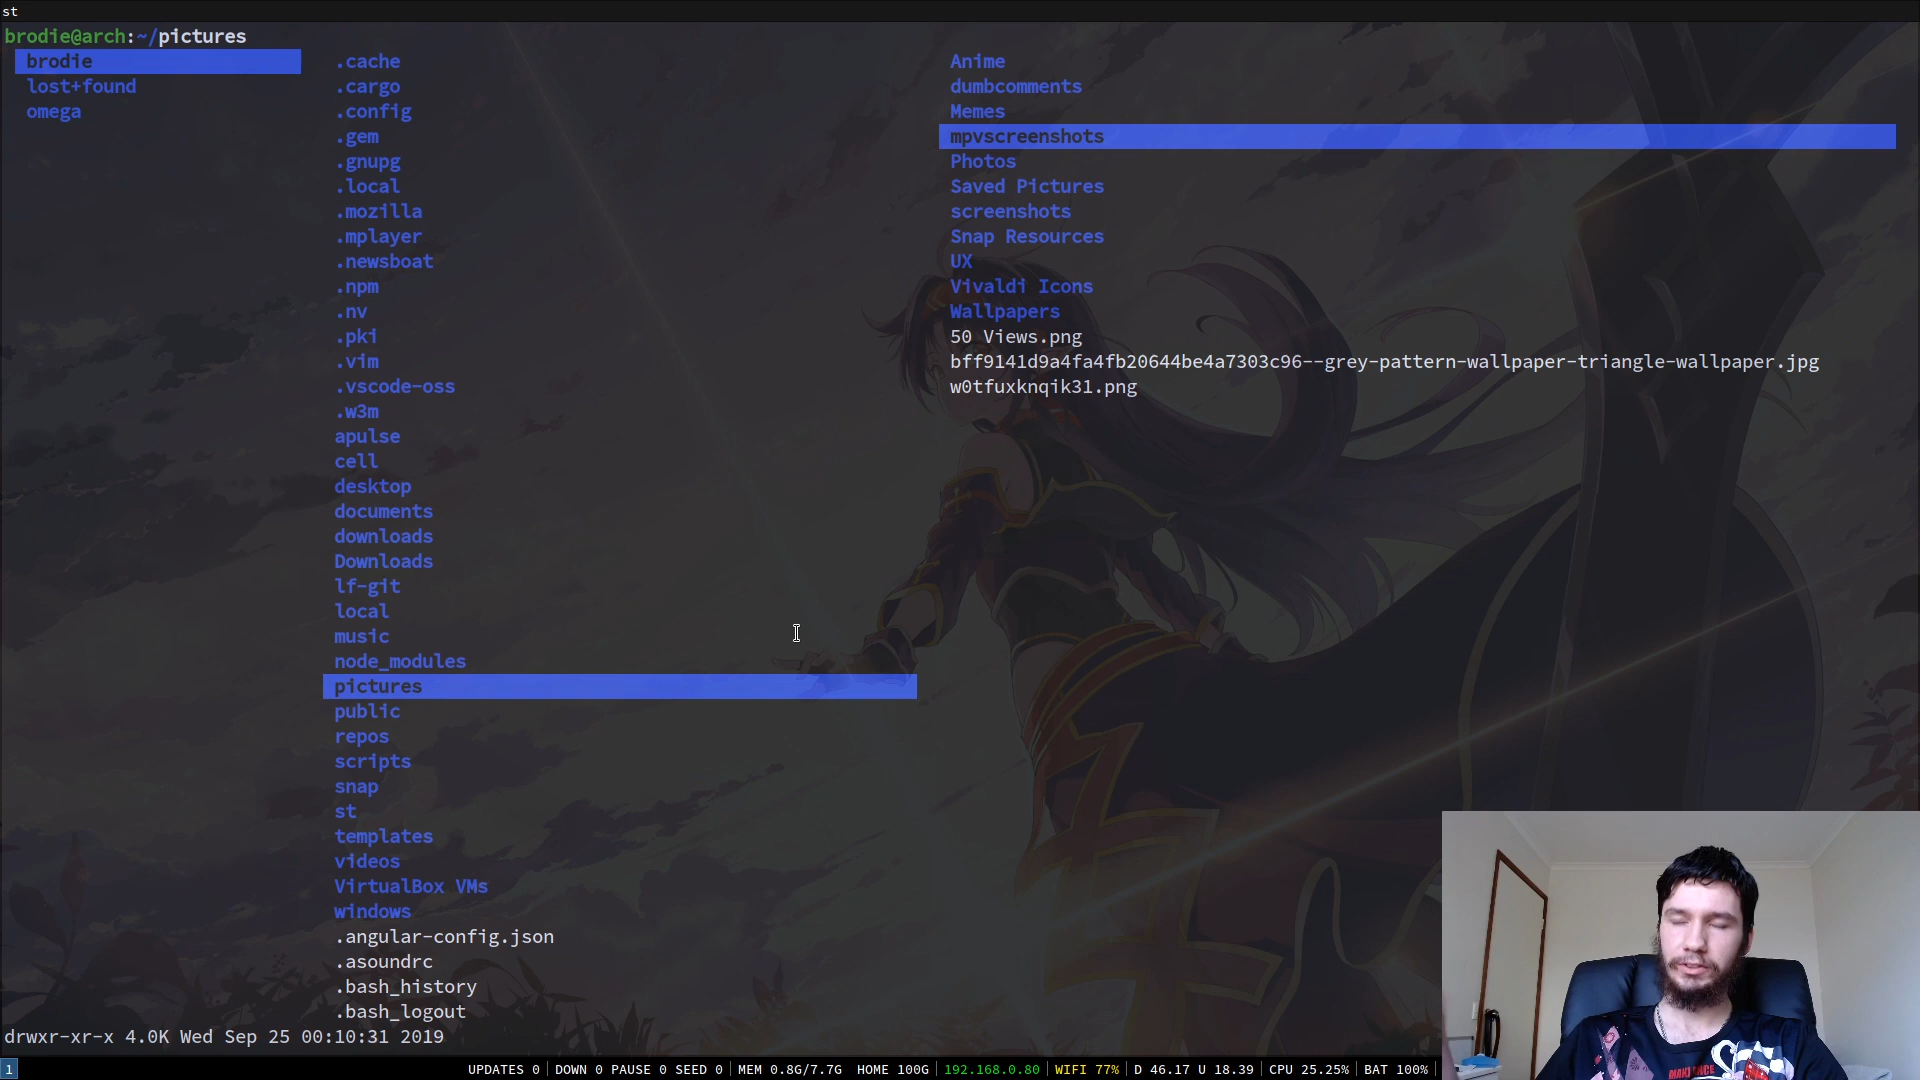 st
brodie@arch:~/pictures
brodie
lost+found
omega
.cache
.cargo
.config
.gem
.gnupg
.local
.mozilla
.mplayer
.newsboat
.npm
.nv
.pki
.vim
.vscode-oss
.w3m
apulse
cell
desktop
documents
downloads
Downloads
lf-git
local
music
node_modules
pictures
public
repos
scripts
snap
st
templates
videos
VirtualBox VMs
windows
.angular-config.json
.asoundrc
.bash_history
.bash_logout
Anime
dumbcomments
Memes
mpvscreenshots
Photos
Saved Pictures
screenshots
Snap Resources
UX
Vivaldi Icons
Wallpapers
50 Views.png
bff9141d9a4fa4fb20644be4a7303c96--grey-pattern-wallpaper-triangle-wallpaper.jpg
w0tfuxknqik31.png
drwxr-xr-x 4.0K Wed Sep 25 00:10:31 2019
1 UPDATES 0 | DOWN 0 PAUSE 0 SEED 0 | MEM 0.8G/7.7G HOME 100G | 192.168.0.80 | WIFI 77% | D 46.17 U 18.39 | CPU 25.25% | BAT 100% |